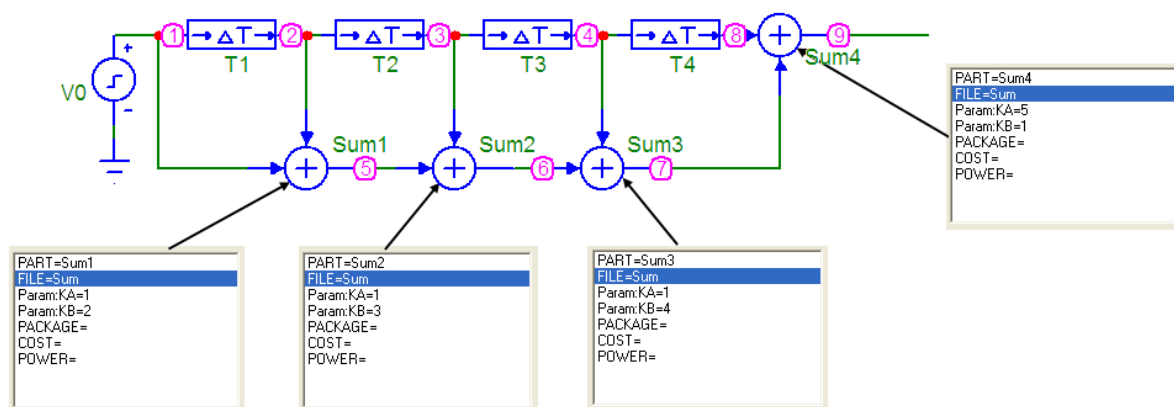 1 ΔT 2 ΔT 3 ΔT 4 ΔT 8 + 9
T1 T2 T3 T4 Sum4
+
V0
-
Sum1 Sum2 Sum3
+ 5 + 6 + 7
PART=Sum4
FILE=Sum
Param:KA=5
Param:KB=1
PACKAGE=
COST=
POWER=
PART=Sum1
FILE=Sum
Param:KA=1
Param:KB=2
PACKAGE=
COST=
POWER=
PART=Sum2
FILE=Sum
Param:KA=1
Param:KB=3
PACKAGE=
COST=
POWER=
PART=Sum3
FILE=Sum
Param:KA=1
Param:KB=4
PACKAGE=
COST=
POWER=